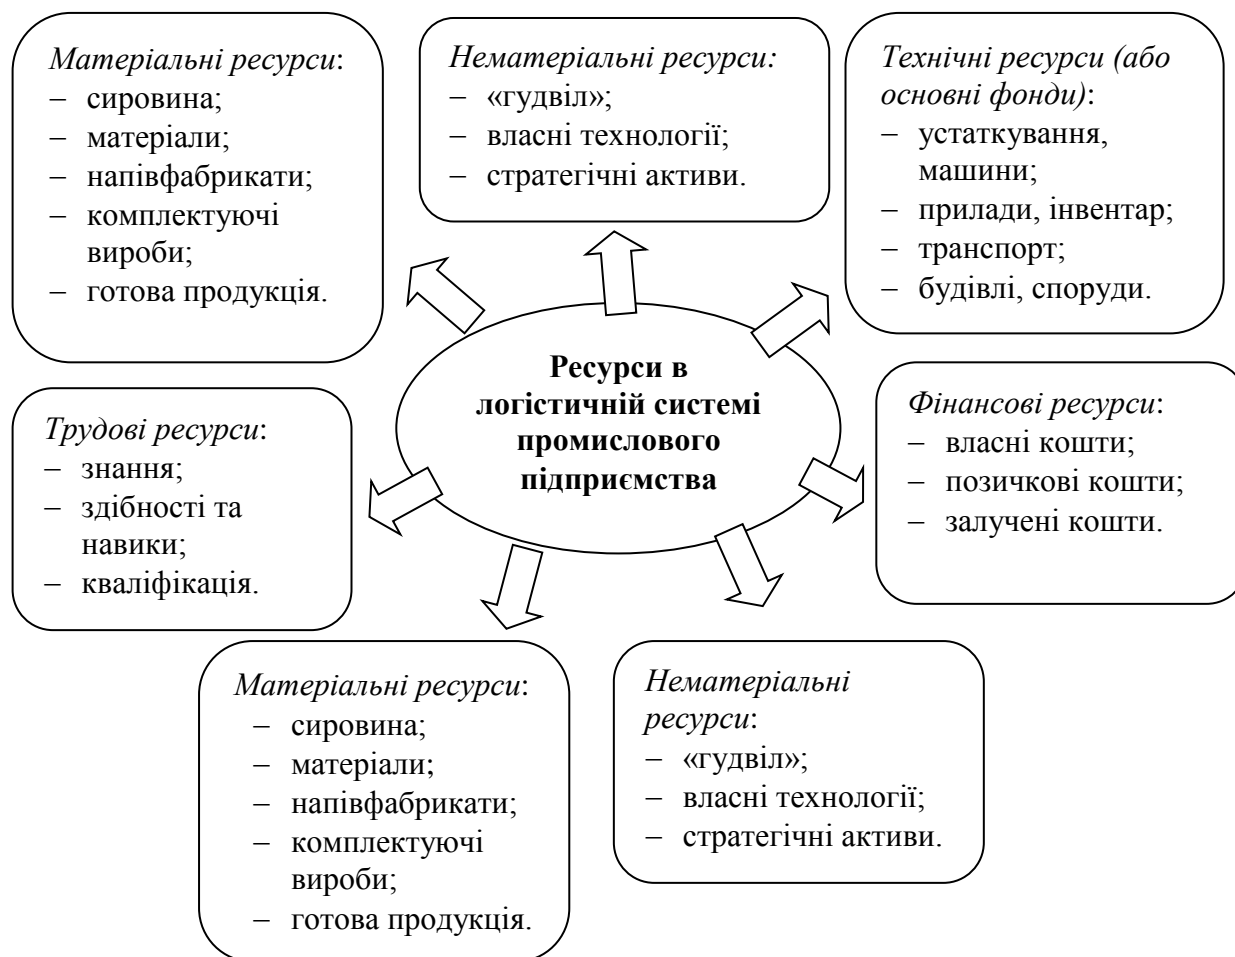 Матеріальні ресурси:
– сировина;
– матеріали;
– напівфабрикати;
– комплектуючі
вироби;
– готова продукція.
Нематеріальні ресурси:
– «гудвіл»;
– власні технології;
– стратегічні активи.
Технічні ресурси (або
основні фонди):
– устаткування,
машини;
– прилади, інвентар;
– транспорт;
– будівлі, споруди.
Ресурси в
логістичній системі
промислового
підприємства
Трудові ресурси:
– знання;
– здібності та
навики;
– кваліфікація.
Фінансові ресурси:
– власні кошти;
– позичкові кошти;
– залучені кошти.
Матеріальні ресурси:
– сировина;
– матеріали;
– напівфабрикати;
– комплектуючі
вироби;
– готова продукція.
Нематеріальні
ресурси:
– «гудвіл»;
– власні технології;
– стратегічні активи.